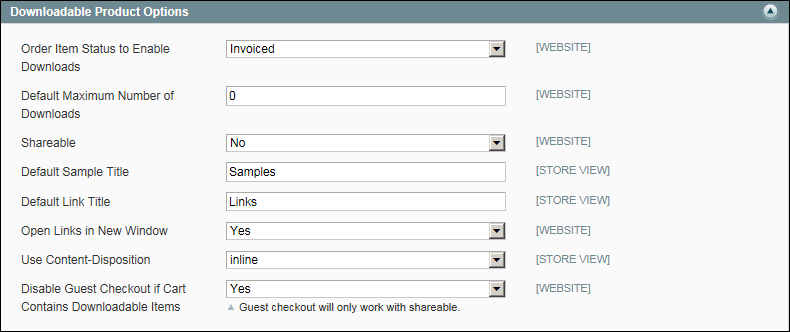 Downloadable Product Options
Order Item Status to Enable Downloads Invoiced [WEBSITE]
Default Maximum Number of Downloads 0 [WEBSITE]
Shareable No [WEBSITE]
Default Sample Title Samples [STORE VIEW]
Default Link Title Links [STORE VIEW]
Open Links in New Window Yes [WEBSITE]
Use Content-Disposition inline [STORE VIEW]
Disable Guest Checkout if Cart Contains Downloadable Items Yes [WEBSITE]
Guest checkout will only work with shareable.